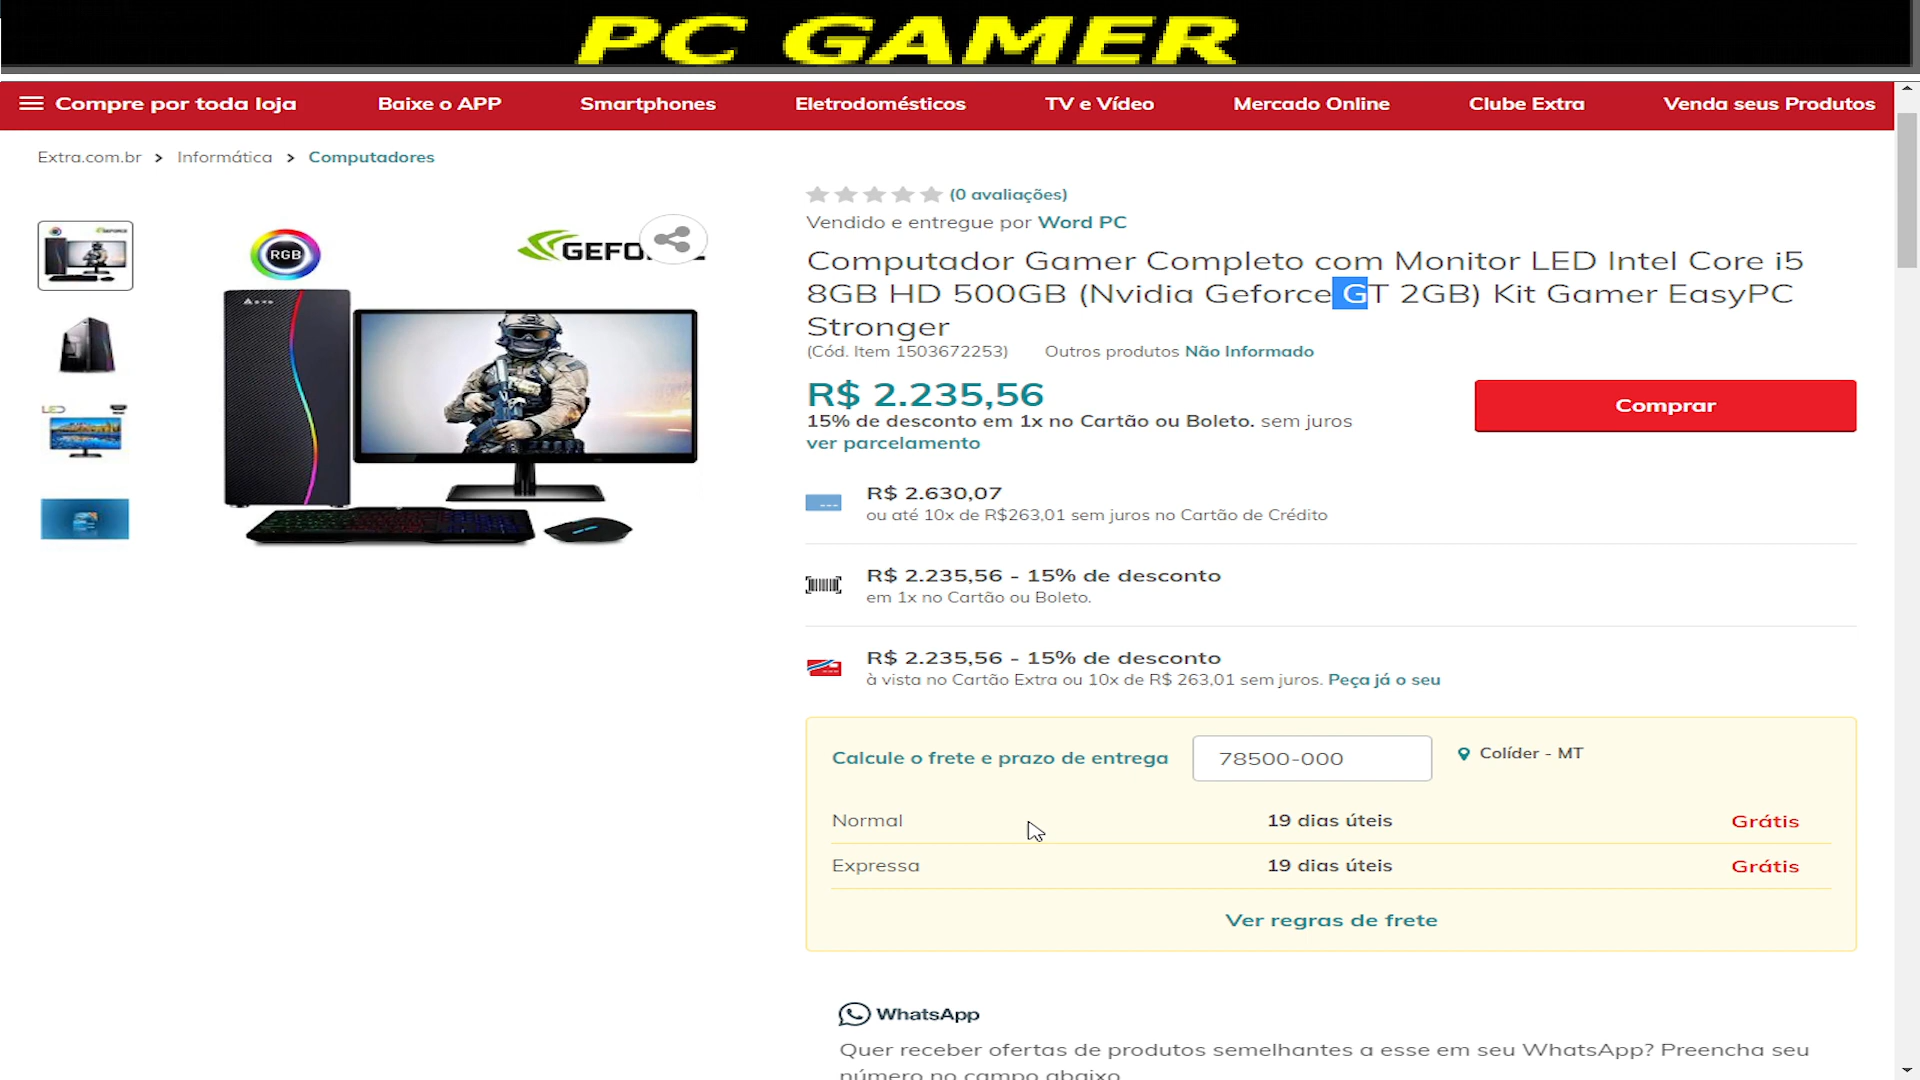 PC GAMER
Compre por toda loja Baixe o APP Smartphones Eletrodomésticos TV e Vídeo Mercado Online Clube Extra Venda seus Produtos
Extra.com.br > Informática > Computadores
(0 avaliações)
Vendido e entregue por Word PC
Computador Gamer Completo com Monitor LED Intel Core i5
8GB HD 500GB (Nvidia Geforce GT 2GB) Kit Gamer EasyPC
Stronger
(Cód. Item 1503672253) Outros produtos Não Informado
RGB
R$ 2.235,56
Comprar
15% de desconto em 1x no Cartão ou Boleto. sem juros
ver parcelamento
LED
R$ 2.630,07
ou até 10x de R$263,01 sem juros no Cartão de Crédito
R$ 2.235,56 - 15% de desconto
em 1x no Cartão ou Boleto.
R$ 2.235,56 - 15% de desconto
à vista no Cartão Extra ou 10x de R$ 263,01 sem juros. Peça já o seu
Calcule o frete e prazo de entrega 78500-000 Colíder - MT
Normal 19 dias úteis Grátis
Expressa 19 dias úteis Grátis
Ver regras de frete
WhatsApp
Quer receber ofertas de produtos semelhantes a esse em seu WhatsApp? Preencha seu
número no campo abaixo